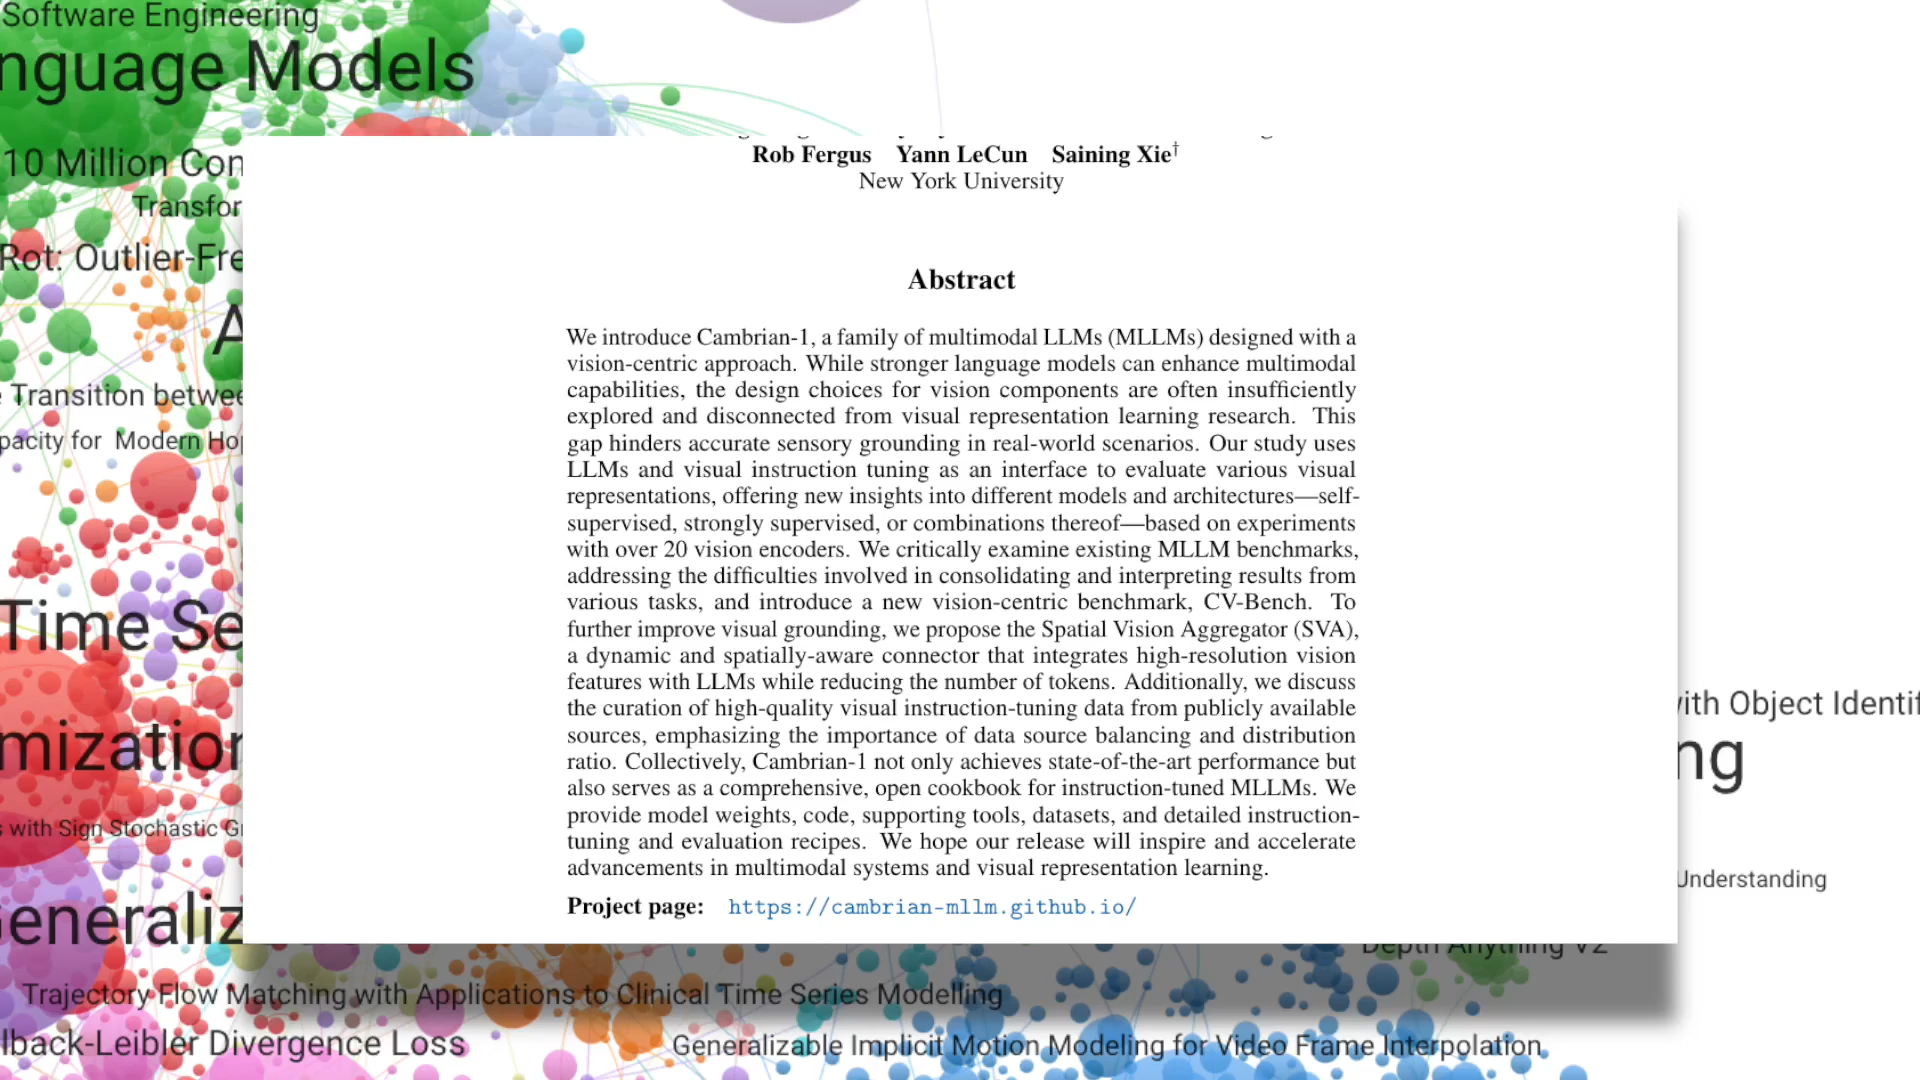 Software Engineering
nguage Models
10 Million Con
Transfor
Rot: Outlier-Fre
A
Transition betwee
pacity for Modern Ho
Time Se
mization
s with Sign Stochastic Gr
Generaliz
Rob Fergus Yann LeCun Saining Xie†
New York University
Abstract
We introduce Cambrian-1, a family of multimodal LLMs (MLLMs) designed with a
vision-centric approach. While stronger language models can enhance multimodal
capabilities, the design choices for vision components are often insufficiently
explored and disconnected from visual representation learning research. This
gap hinders accurate sensory grounding in real-world scenarios. Our study uses
LLMs and visual instruction tuning as an interface to evaluate various visual
representations, offering new insights into different models and architectures—self-
supervised, strongly supervised, or combinations thereof—based on experiments
with over 20 vision encoders. We critically examine existing MLLM benchmarks,
addressing the difficulties involved in consolidating and interpreting results from
various tasks, and introduce a new vision-centric benchmark, CV-Bench. To
further improve visual grounding, we propose the Spatial Vision Aggregator (SVA),
a dynamic and spatially-aware connector that integrates high-resolution vision
features with LLMs while reducing the number of tokens. Additionally, we discuss
the curation of high-quality visual instruction-tuning data from publicly available
sources, emphasizing the importance of data source balancing and distribution
ratio. Collectively, Cambrian-1 not only achieves state-of-the-art performance but
also serves as a comprehensive, open cookbook for instruction-tuned MLLMs. We
provide model weights, code, supporting tools, datasets, and detailed instruction-
tuning and evaluation recipes. We hope our release will inspire and accelerate
advancements in multimodal systems and visual representation learning.
Project page: https://cambrian-mllm.github.io/
with Object Identif
ng
Understanding
Depth Anything V2
Trajectory Flow Matching with Applications to Clinical Time Series Modelling
lback-Leibler Divergence Loss
Generalizable Implicit Motion Modeling for Video Frame Interpolation